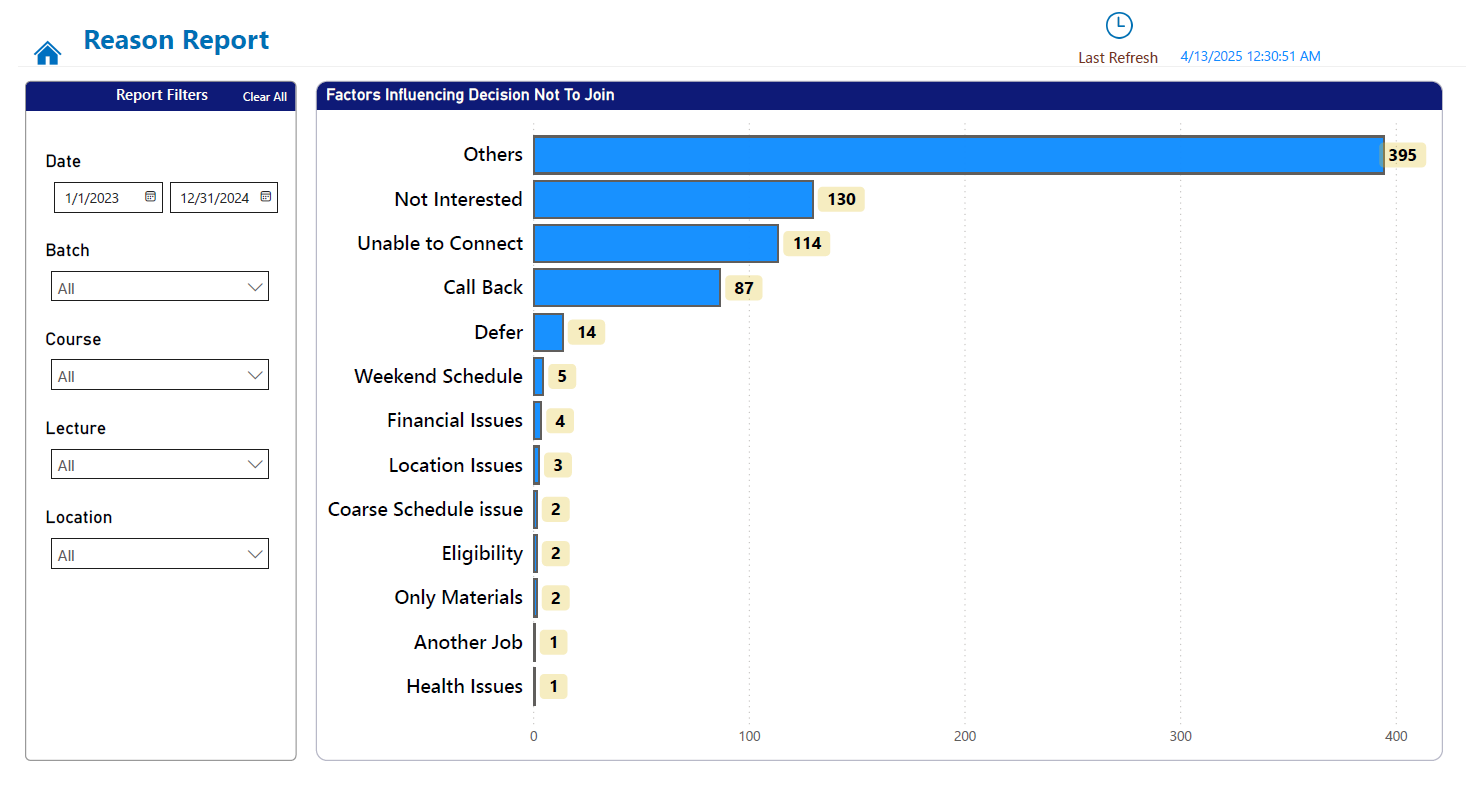 Reason Report
Last Refresh 4/13/2025 12:30:51 AM
Report Filters Clear All
Date
1/1/2023 12/31/2024
Batch
All
Course
All
Lecture
All
Location
All
Factors Influencing Decision Not To Join
Others 395
Not Interested 130
Unable to Connect 114
Call Back 87
Defer 14
Weekend Schedule 5
Financial Issues 4
Location Issues 3
Coarse Schedule issue 2
Eligibility 2
Only Materials 2
Another Job 1
Health Issues 1
0 100 200 300 400